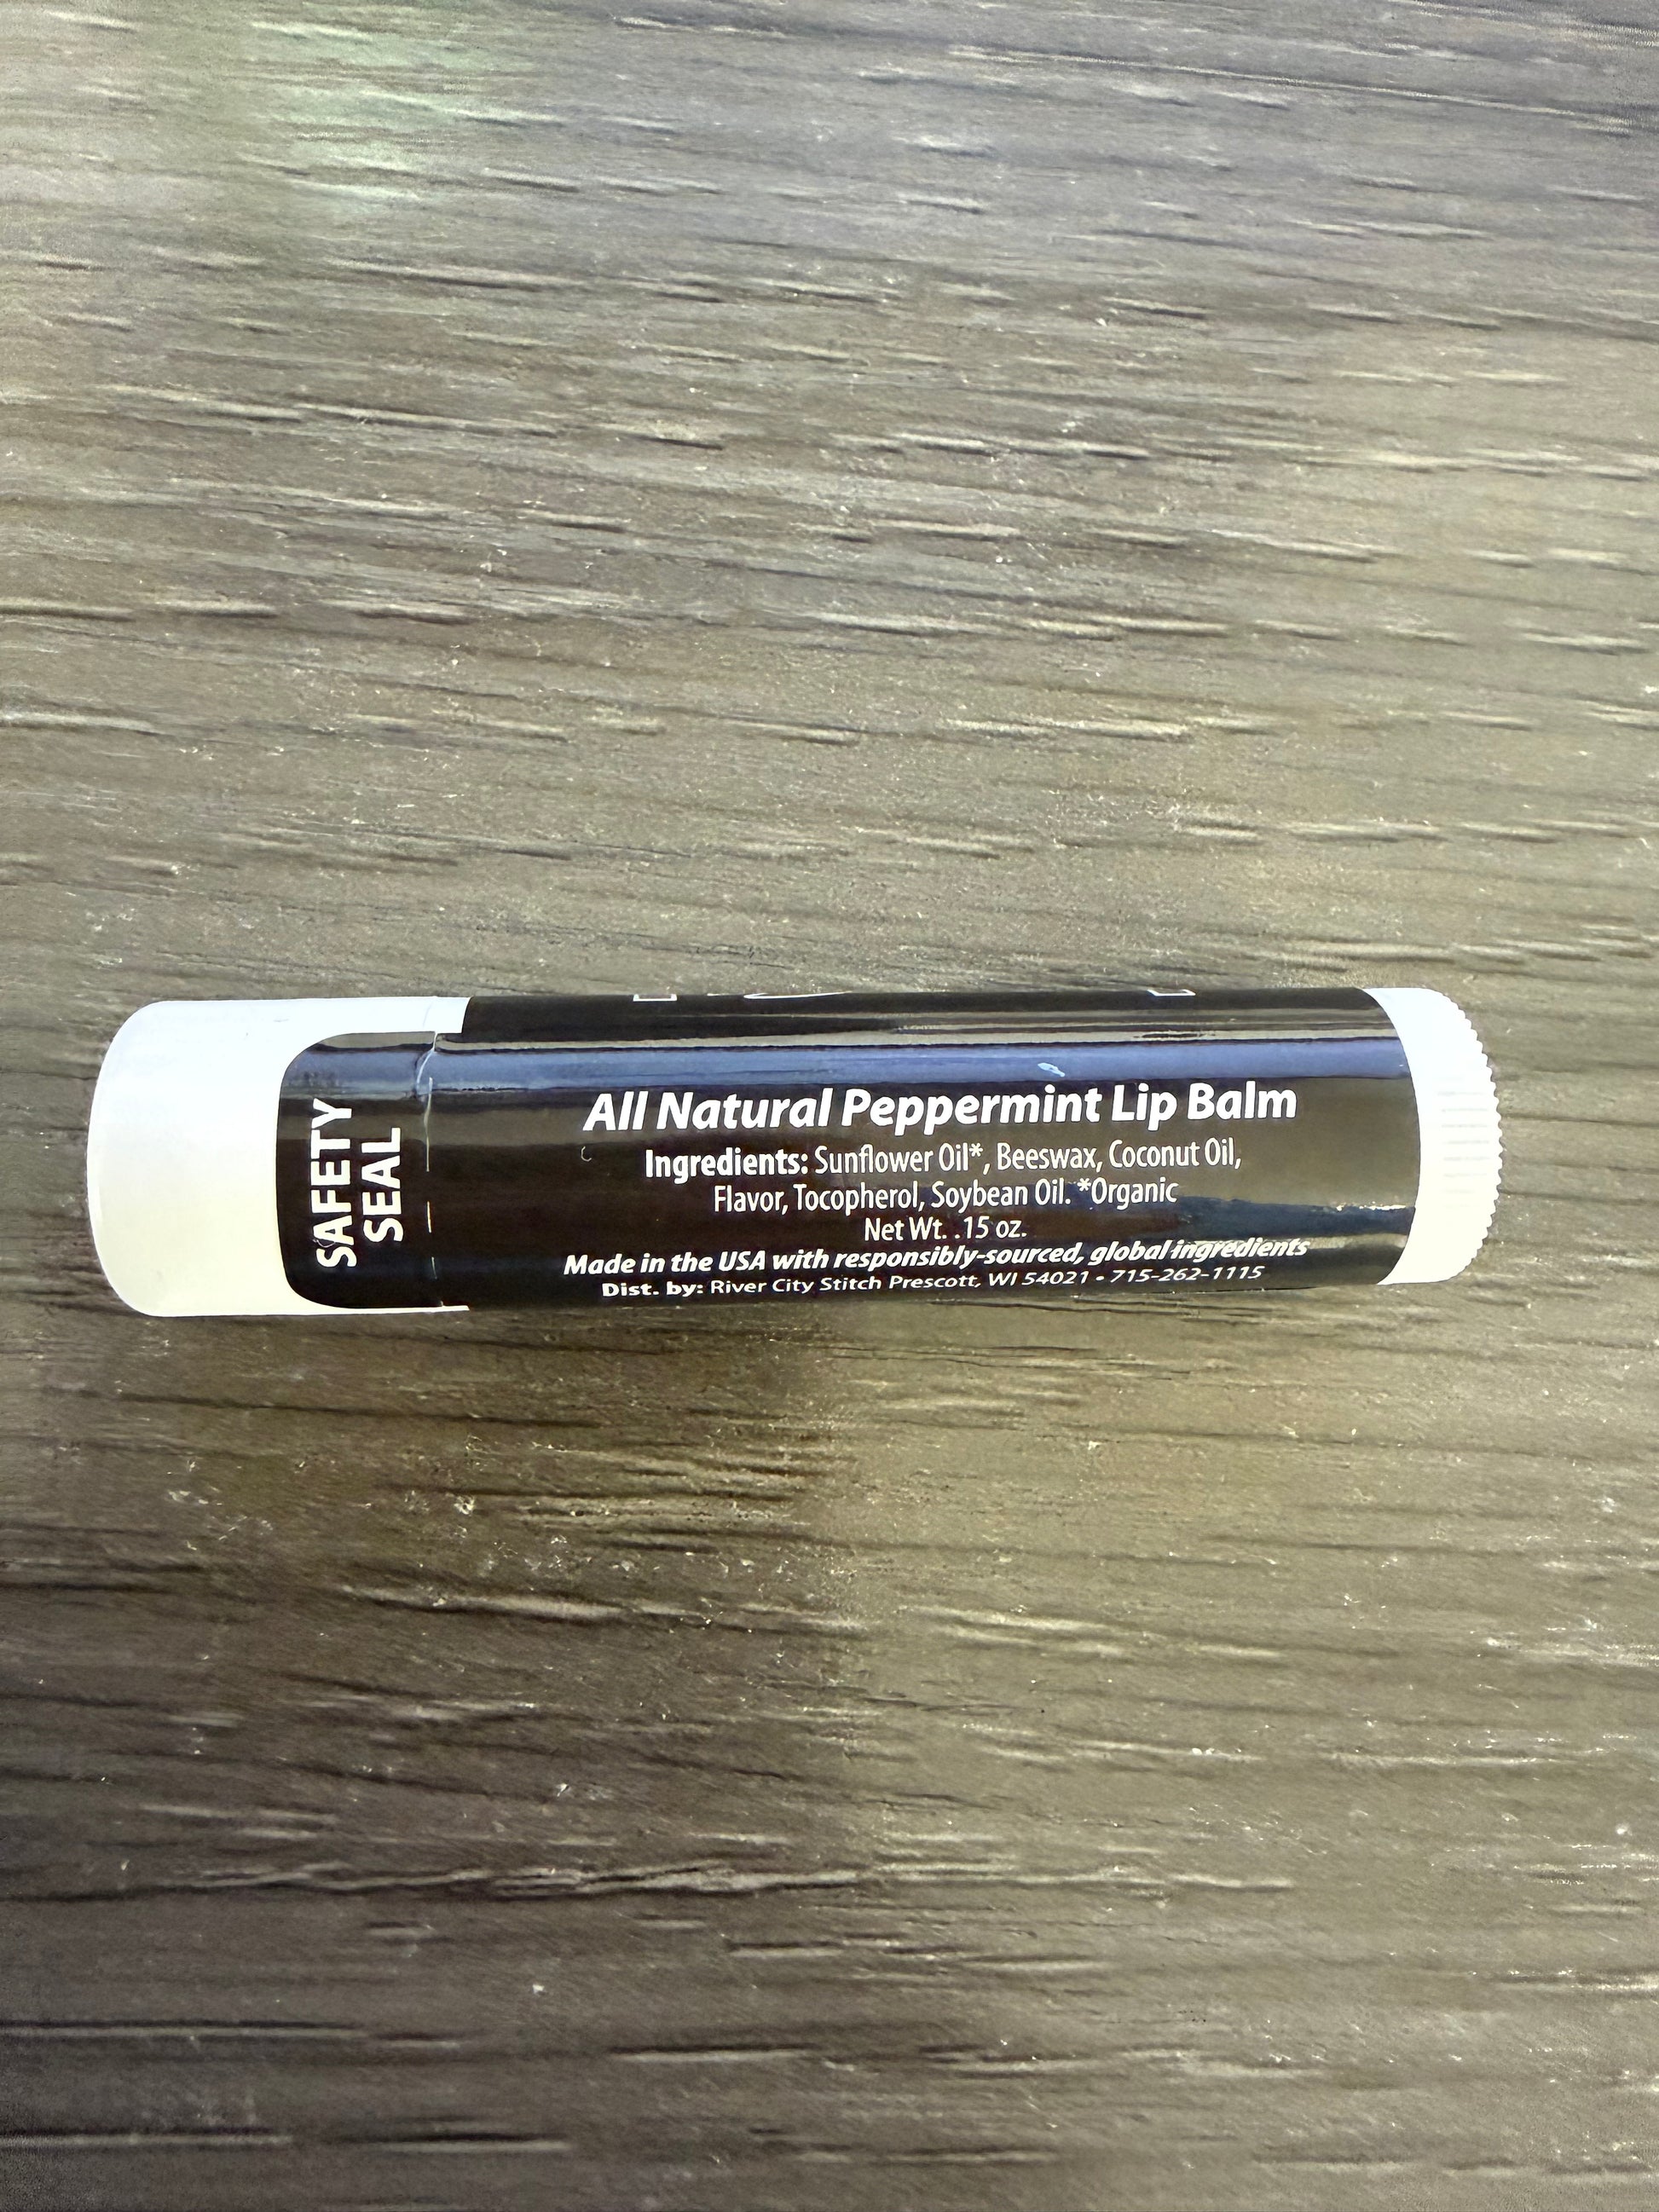 SAFETY
SEAL
All Natural Peppermint Lip Balm
Ingredients: Sunflower Oil*, Beeswax, Coconut Oil,
Flavor, Tocopherol, Soybean Oil. *Organic
Net Wt. .15 oz.
Made in the USA with responsibly-sourced, global ingredients
Dist. by: River City Stitch Prescott, WI 54021 • 715-262-1115